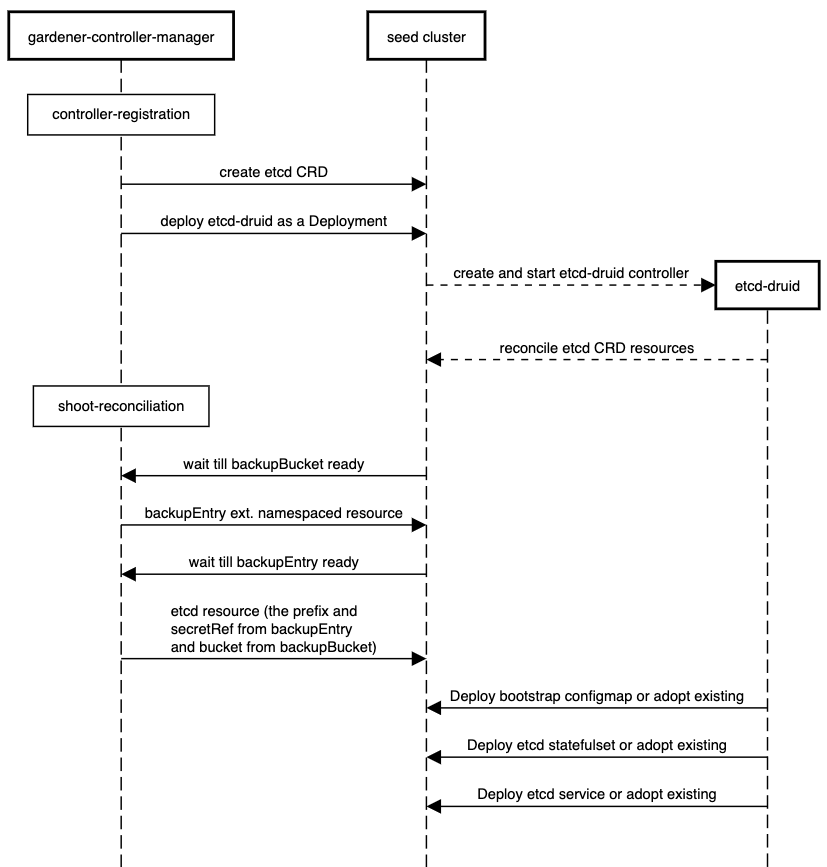 gardener-controller-manager
seed cluster
controller-registration
create etcd CRD
deploy etcd-druid as a Deployment
create and start etcd-druid controller
etcd-druid
reconcile etcd CRD resources
shoot-reconciliation
wait till backupBucket ready
backupEntry ext. namespaced resource
wait till backupEntry ready
etcd resource (the prefix and
secretRef from backupEntry
and bucket from backupBucket)
Deploy bootstrap configmap or adopt existing
Deploy etcd statefulset or adopt existing
Deploy etcd service or adopt existing